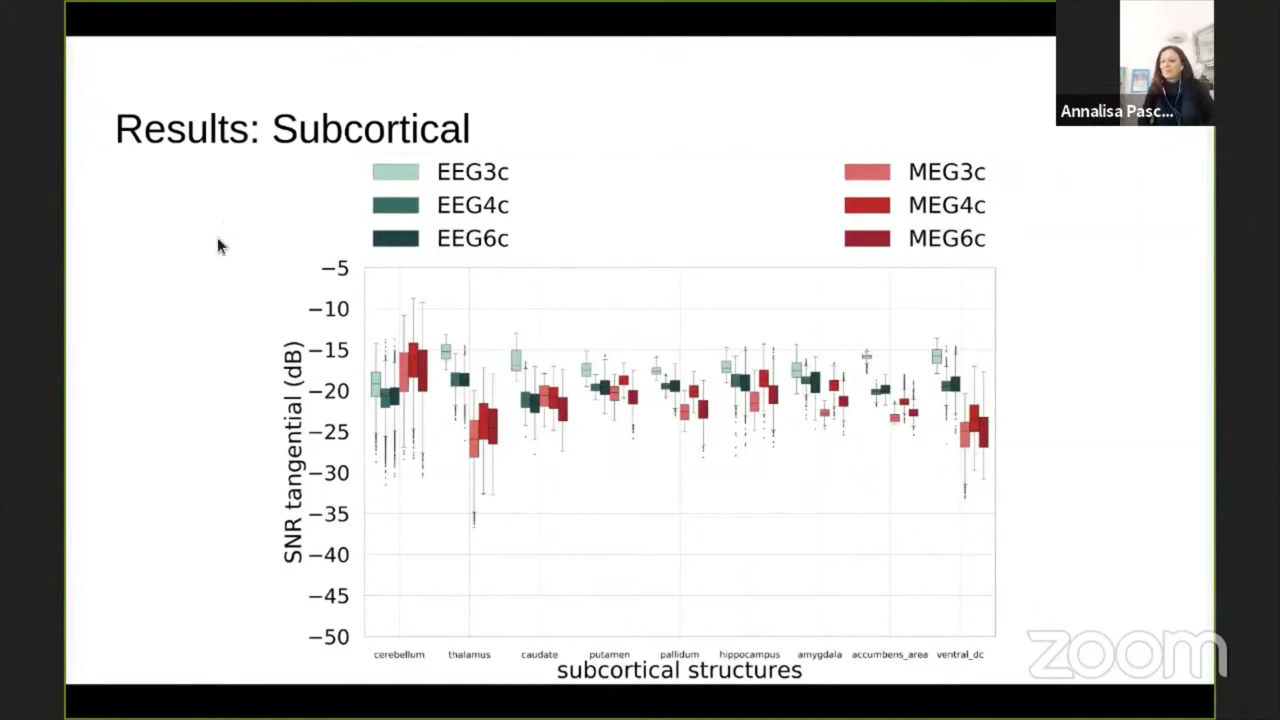 Annalisa Pasc...
Results: Subcortical
EEG3c
EEG4c
EEG6c
MEG3c
MEG4c
MEG6c
−5
−10
−15
−20
−25
−30
−35
−40
−45
−50
SNR tangential (dB)
cerebellum thalamus caudate putamen pallidum hippocampus amygdala accumbens_area ventral_dc
subcortical structures
zoom